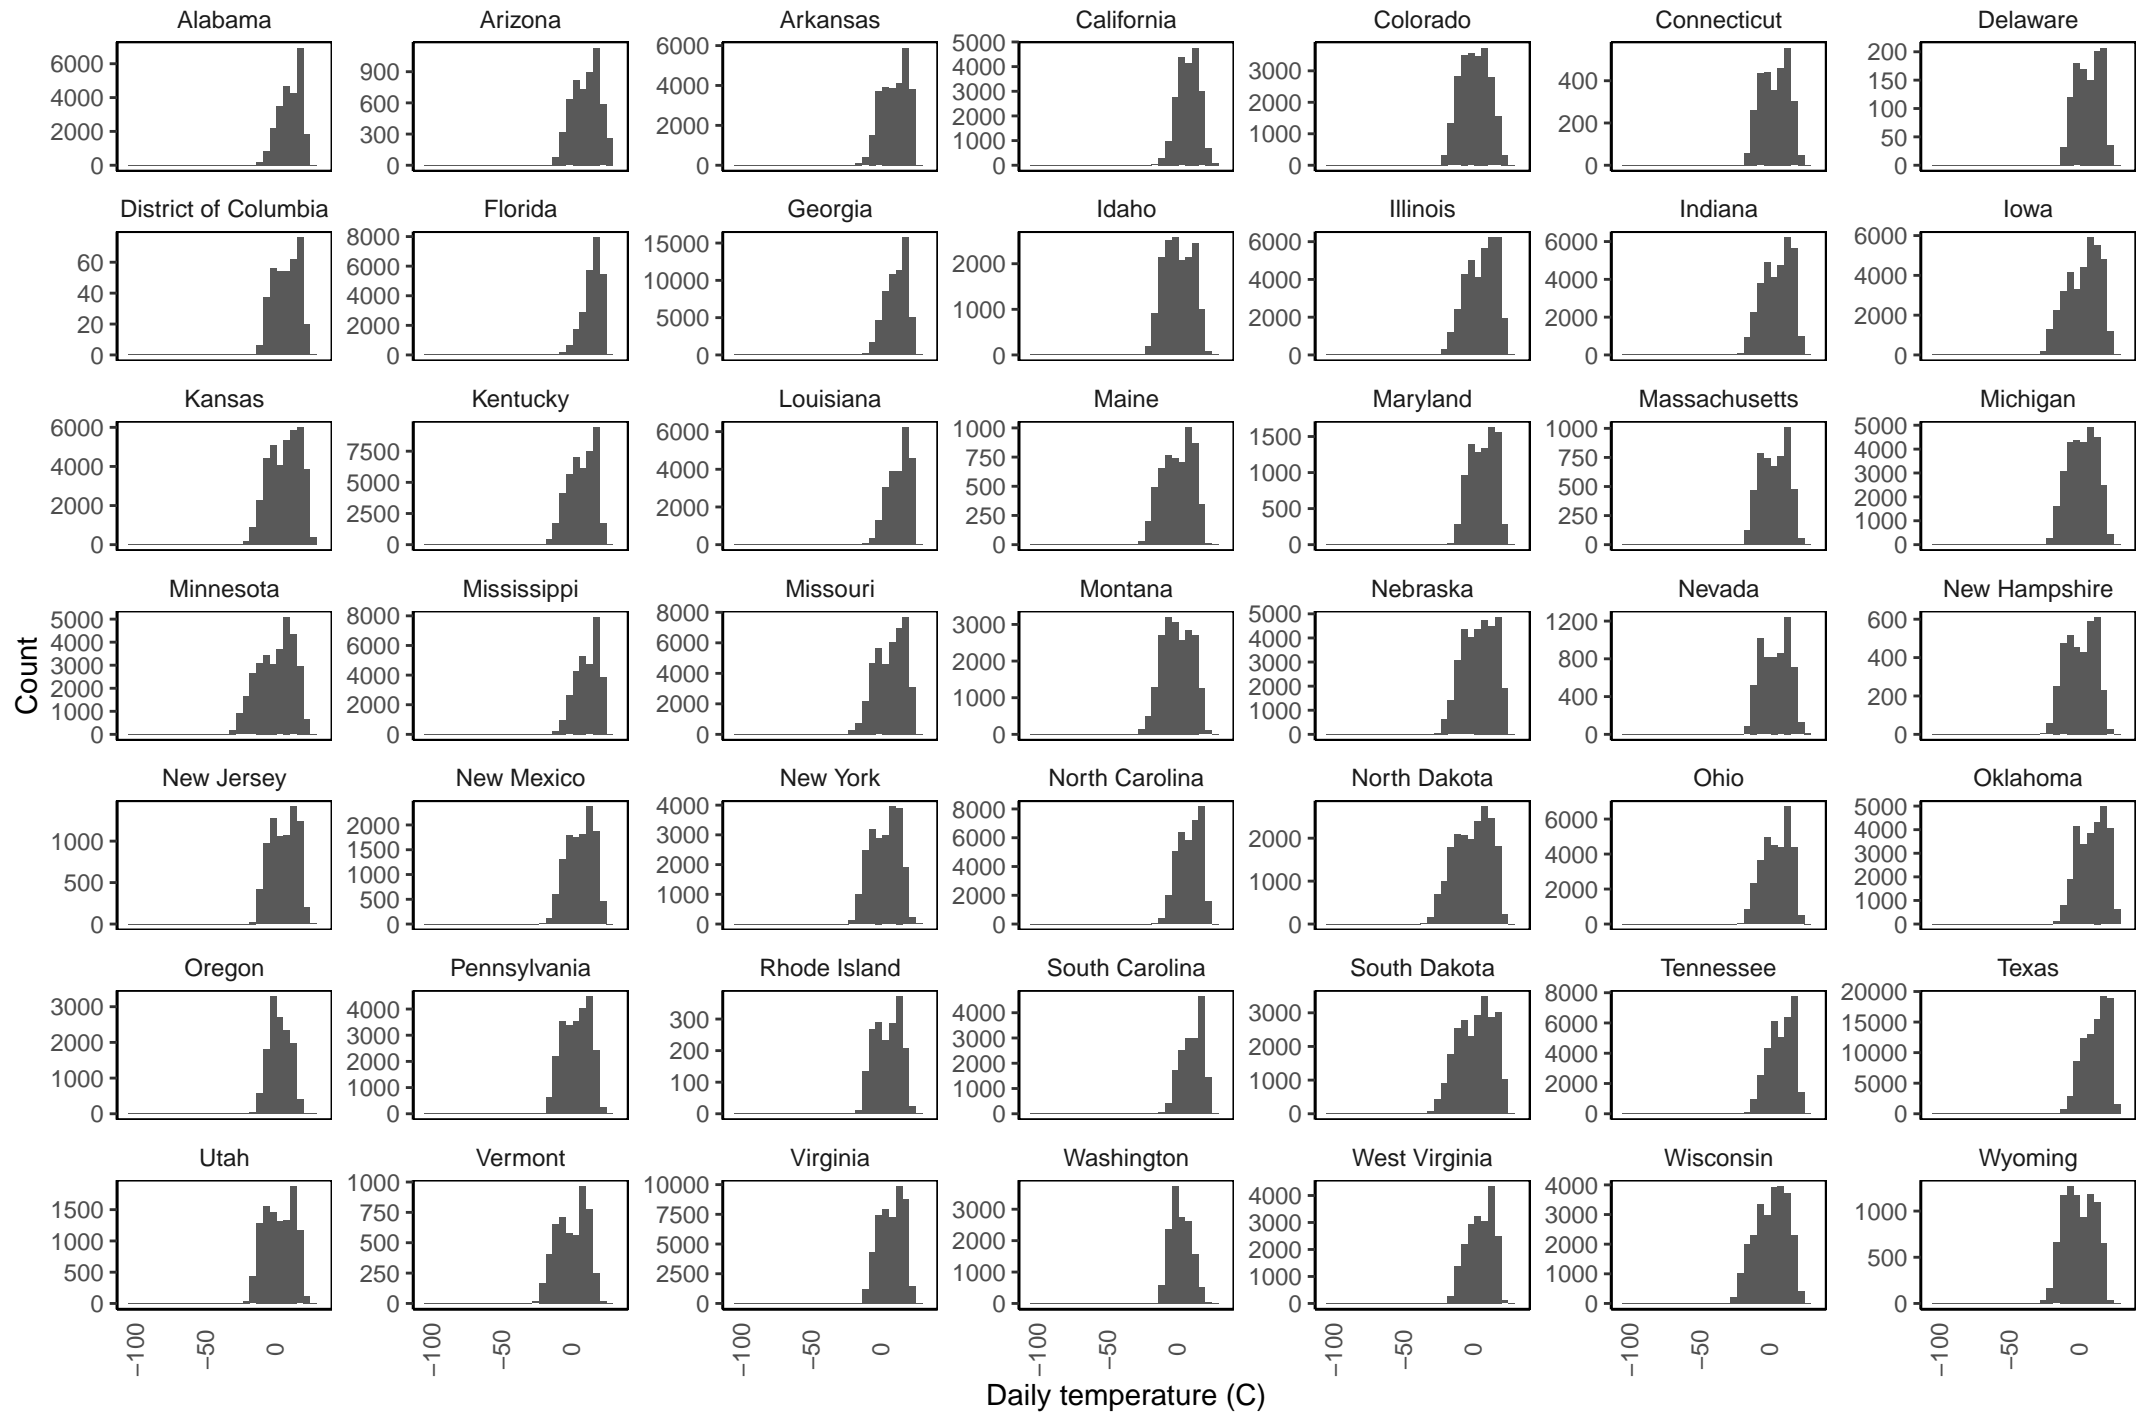 Alabama Arizona Arkansas California Colorado Connecticut Delaware
6000 4000 2000 0
900 600 300 0
6000 4000 2000 0
5000 4000 3000 2000 1000 0
3000 2000 1000 0
400 200 0
200 150 100 50 0
District of Columbia Florida Georgia Idaho Illinois Indiana Iowa
60 40 20 0
8000 6000 4000 2000 0
15000 10000 5000 0
2000 1000 0
6000 4000 2000 0
6000 4000 2000 0
6000 4000 2000 0
Kansas Kentucky Louisiana Maine Maryland Massachusetts Michigan
6000 4000 2000 0
7500 5000 2500 0
6000 4000 2000 0
1000 750 500 250 0
1500 1000 500 0
1000 750 500 250 0
5000 4000 3000 2000 1000 0
Minnesota Mississippi Missouri Montana Nebraska Nevada New Hampshire
5000 4000 3000 2000 1000 0
8000 6000 4000 2000 0
8000 6000 4000 2000 0
3000 2000 1000 0
5000 4000 3000 2000 1000 0
1200 800 400 0
600 400 200 0
Count
New Jersey New Mexico New York North Carolina North Dakota Ohio Oklahoma
1000 500 0
2000 1500 1000 500 0
4000 3000 2000 1000 0
8000 6000 4000 2000 0
2000 1000 0
6000 4000 2000 0
5000 4000 3000 2000 1000 0
Oregon Pennsylvania Rhode Island South Carolina South Dakota Tennessee Texas
3000 2000 1000 0
4000 3000 2000 1000 0
300 200 100 0
4000 3000 2000 1000 0
3000 2000 1000 0
8000 6000 4000 2000 0
20000 15000 10000 5000 0
Utah Vermont Virginia Washington West Virginia Wisconsin Wyoming
1500 1000 500 0
1000 750 500 250 0
10000 7500 5000 2500 0
3000 2000 1000 0
4000 3000 2000 1000 0
4000 3000 2000 1000 0
1000 500 0
−100 −50 0 −100 −50 0 −100 −50 0 −100 −50 0 −100 −50 0 −100 −50 0 −100 −50 0
Daily temperature (C)